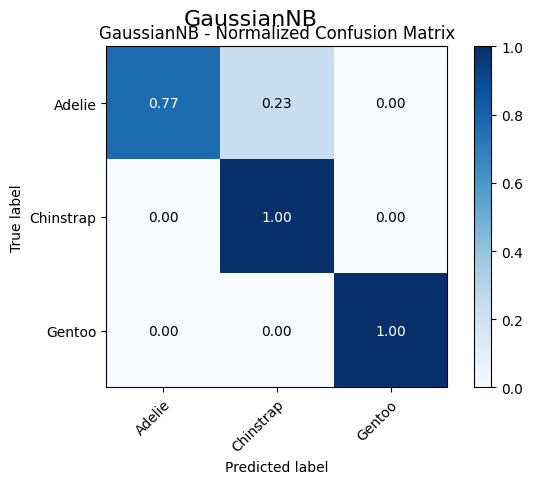 GaussianNB
GaussianNB - Normalized Confusion Matrix
True label
Adelie 0.77 0.23 0.00
Chinstrap 0.00 1.00 0.00
Gentoo 0.00 0.00 1.00
Adelie Chinstrap Gentoo
Predicted label
1.0
0.8
0.6
0.4
0.2
0.0